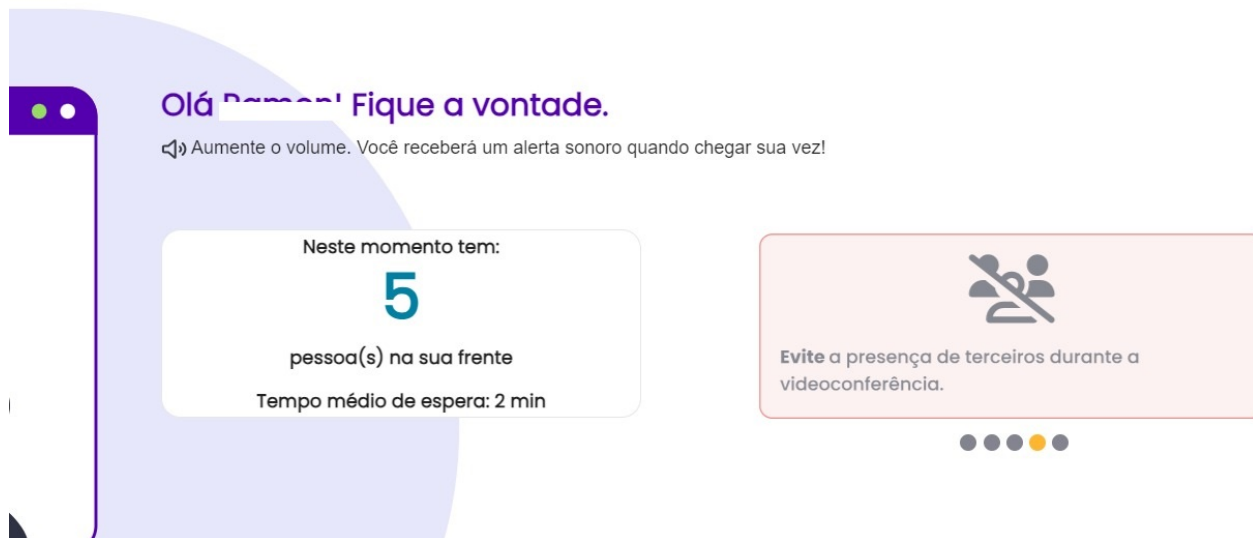 Olá Fique a vontade.
Aumente o volume. Você receberá um alerta sonoro quando chegar sua vez!
Neste momento tem:
5
pessoa(s) na sua frente
Tempo médio de espera: 2 min
Evite a presença de terceiros durante a
videoconferência.